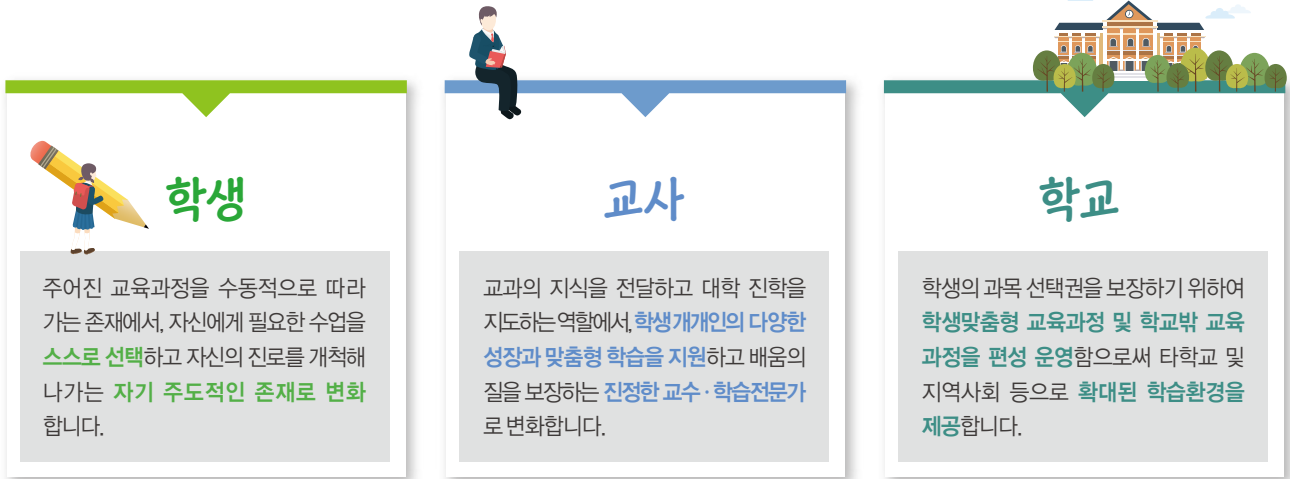 학생
주어진 교육과정을 수동적으로 따라
가는 존재에서, 자신에게 필요한 수업을
스스로 선택하고 자신의 진로를 개척해
나가는 자기 주도적인 존재로 변화
합니다.
교사
교과의 지식을 전달하고 대학 진학을
지도하는 역할에서, 학생 개개인의 다양한
성장과 맞춤형 학습을 지원하고 배움의
질을 보장하는 진정한 교수·학습전문가
로 변화합니다.
학교
학생의 과목 선택권을 보장하기 위하여
학생맞춤형 교육과정 및 학교밖 교육
과정을 편성 운영함으로써 타학교 및
지역사회 등으로 확대된 학습환경을
제공합니다.